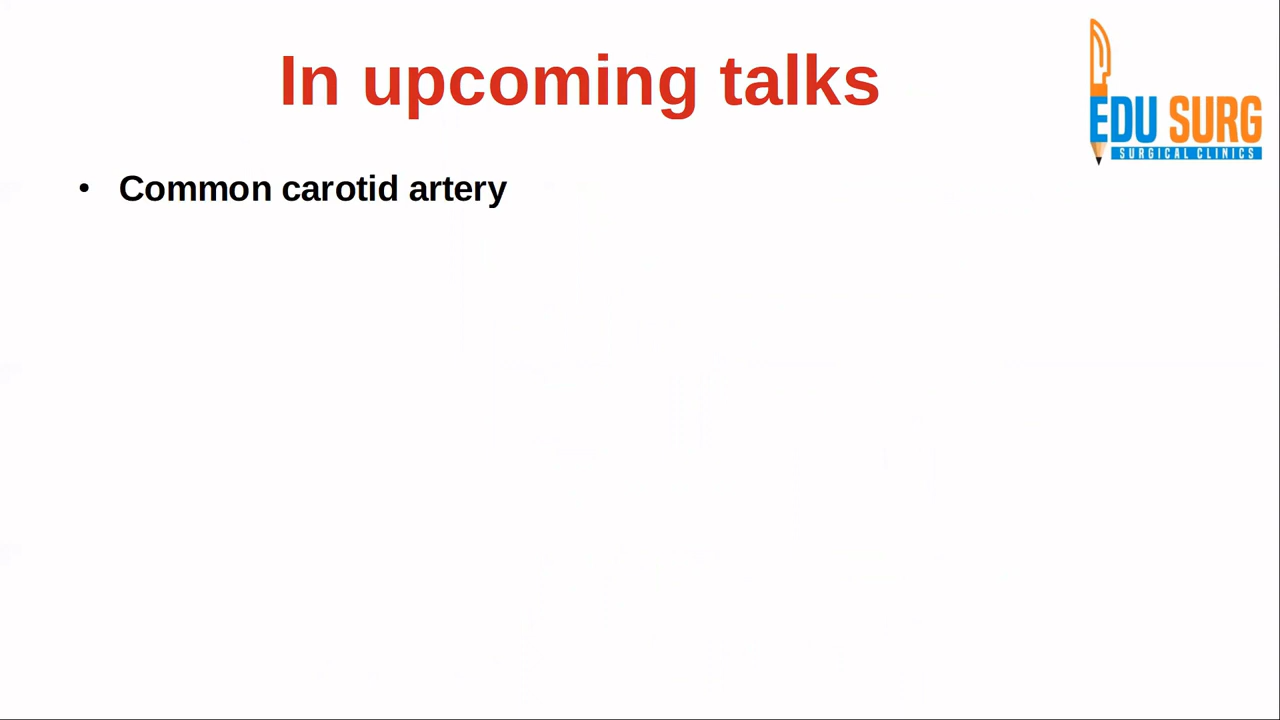 In upcoming talks
EDU SURG
SURGICAL CLINICS
• Common carotid artery